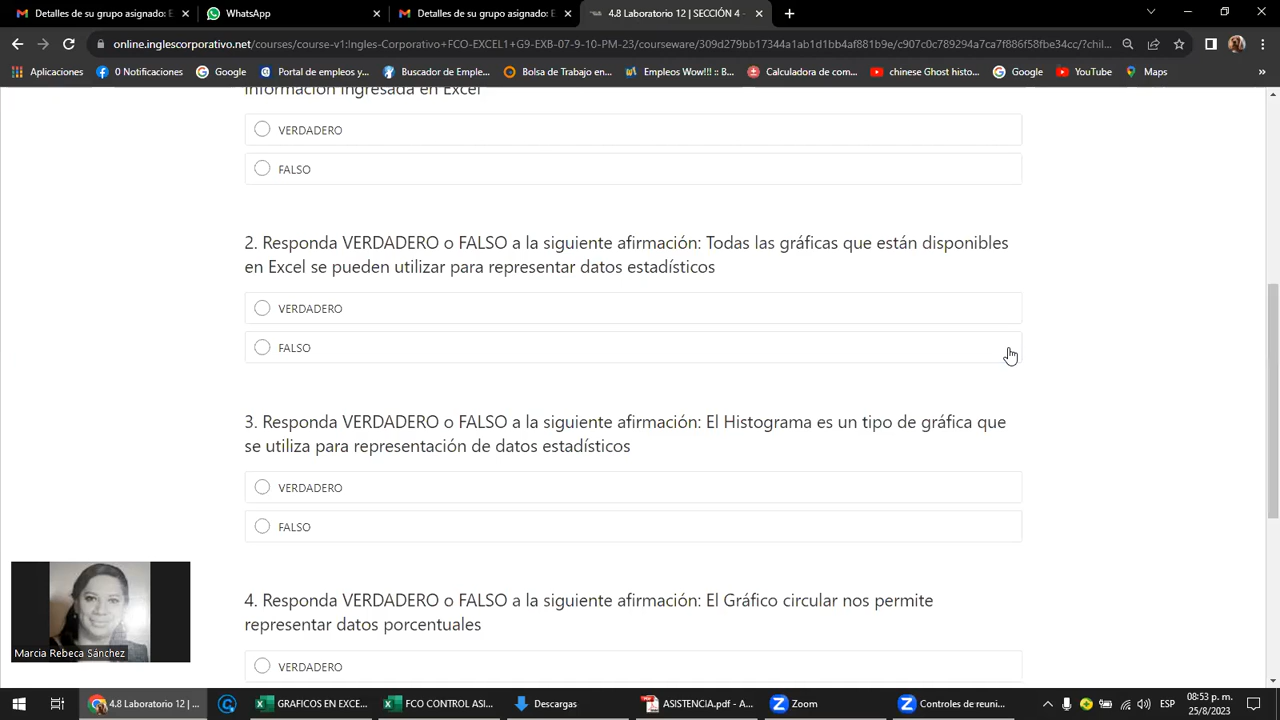 Detalles de su grupo asignado: E
WhatsApp
Detalles de su grupo asignado: E
4.8 Laboratorio 12 | SECCIÓN 4 -
online.inglescorporativo.net/courses/course-v1:Ingles-Corporativo+FCO-EXCEL1+G9-EXB-07-9-10-PM-23/courseware/309d279bb17344a1ab1d1bb4af881b9e/c907c0c789294a7ca7f886f58fbe34cc/?chil...
Aplicaciones
0 Notificaciones
Google
Portal de empleos y...
Buscador de Emple...
Bolsa de Trabajo en...
Empleos Wow!!! :: B...
Calculadora de com...
chinese Ghost histo...
Google
YouTube
Maps
información ingresada en Excel
VERDADERO
FALSO
2. Responda VERDADERO o FALSO a la siguiente afirmación: Todas las gráficas que están disponibles
en Excel se pueden utilizar para representar datos estadísticos
VERDADERO
FALSO
3. Responda VERDADERO o FALSO a la siguiente afirmación: El Histograma es un tipo de gráfica que
se utiliza para representación de datos estadísticos
VERDADERO
FALSO
4. Responda VERDADERO o FALSO a la siguiente afirmación: El Gráfico circular nos permite
representar datos porcentuales
VERDADERO
Marcia Rebeca Sánchez
4.8 Laboratorio 12 | ...
GRAFICOS EN EXCE...
FCO CONTROL ASI...
Descargas
ASISTENCIA.pdf - A...
Zoom
Controles de reuni...
ESP
08:53 p. m.
25/8/2023